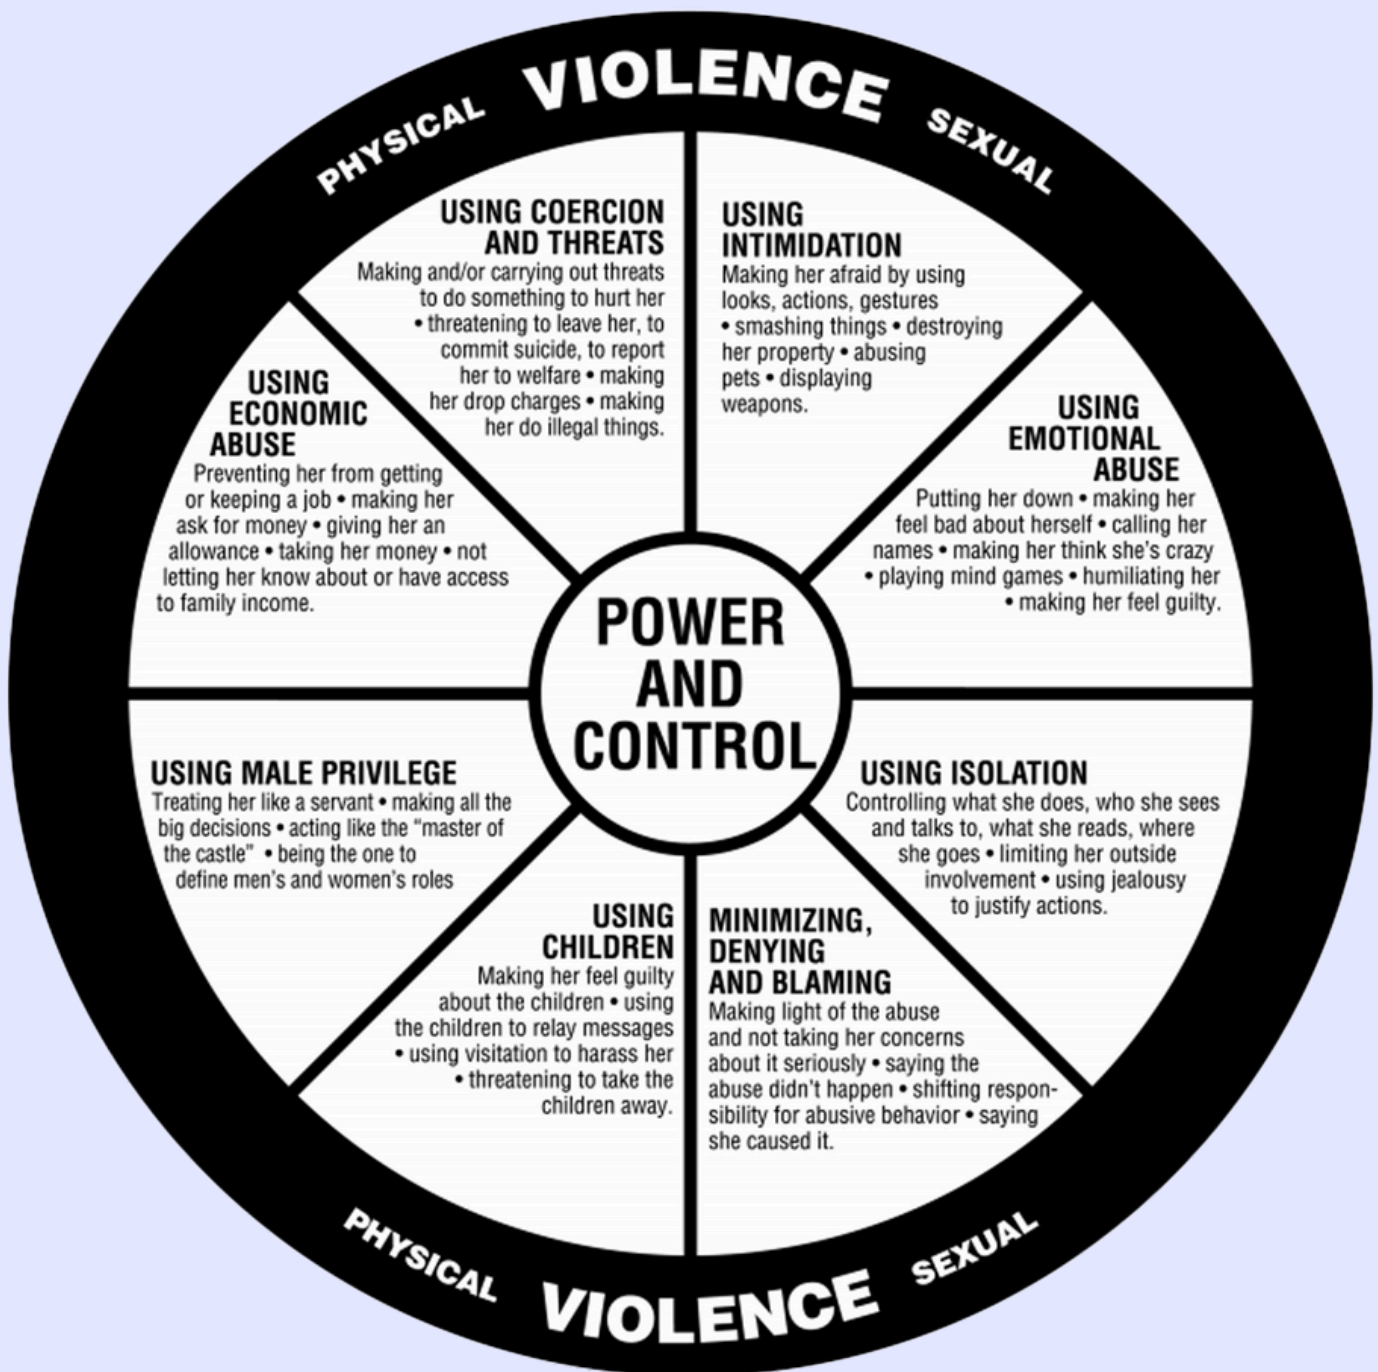 PHYSICAL VIOLENCE SEXUAL
USING COERCION
AND THREATS
Making and/or carrying out threats
to do something to hurt her
• threatening to leave her, to
commit suicide, to report
her to welfare • making
her drop charges • making
her do illegal things.
USING
INTIMIDATION
Making her afraid by using
looks, actions, gestures
• smashing things • destroying
her property • abusing
pets • displaying
weapons.
USING
EMOTIONAL
ABUSE
Putting her down • making her
feel bad about herself • calling her
names • making her think she's crazy
• playing mind games • humiliating her
• making her feel guilty.
USING ISOLATION
Controlling what she does, who she sees
and talks to, what she reads, where
she goes • limiting her outside
involvement • using jealousy
to justify actions.
MINIMIZING,
DENYING
AND BLAMING
Making light of the abuse
and not taking her concerns
about it seriously • saying the
abuse didn't happen • shifting respon-
sibility for abusive behavior • saying
she caused it.
USING
CHILDREN
Making her feel guilty
about the children • using
the children to relay messages
• using visitation to harass her
• threatening to take the
children away.
USING MALE PRIVILEGE
Treating her like a servant • making all the
big decisions • acting like the "master of
the castle" • being the one to
define men's and women's roles
USING
ECONOMIC
ABUSE
Preventing her from getting
or keeping a job • making her
ask for money • giving her an
allowance • taking her money • not
letting her know about or have access
to family income.
POWER
AND
CONTROL
PHYSICAL VIOLENCE SEXUAL